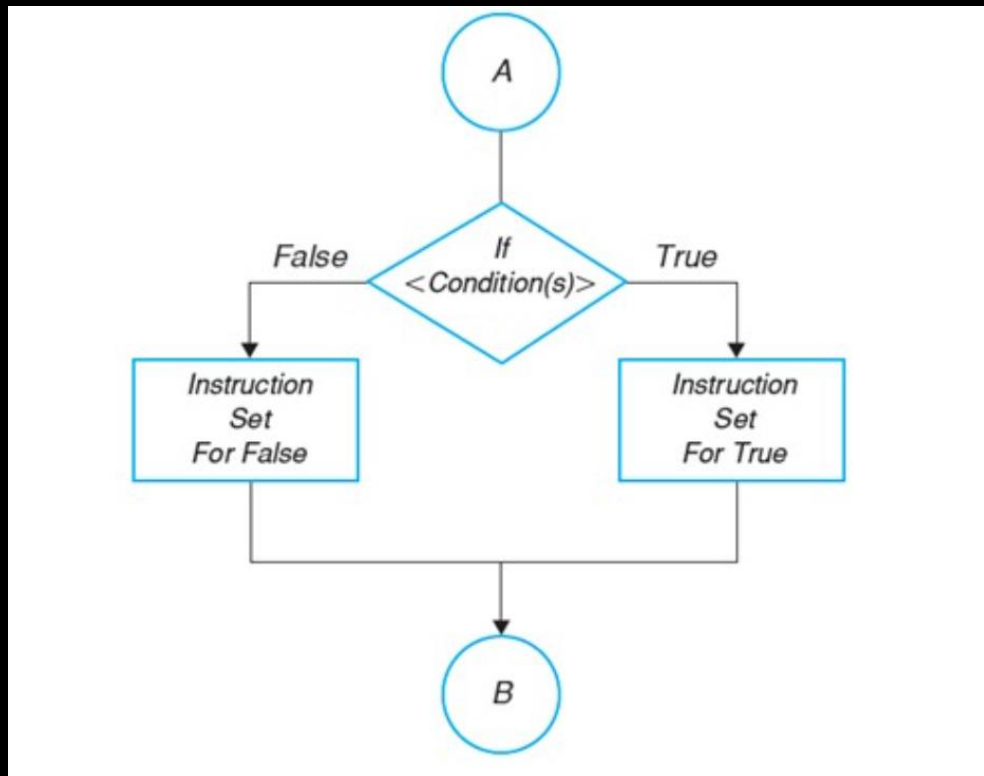 A
If
<Condition(s)>
False
True
Instruction
Set
For False
Instruction
Set
For True
B